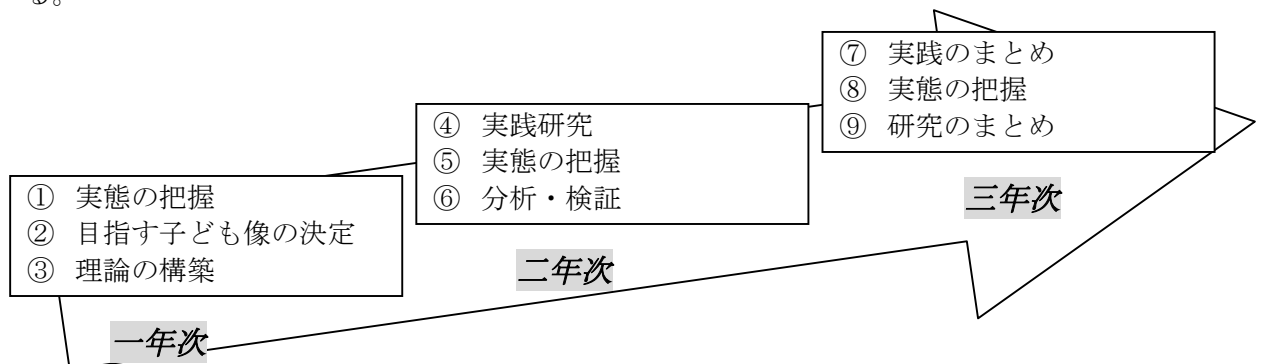 る。
⑦ 実践のまとめ
⑧ 実態の把握
⑨ 研究のまとめ
④ 実践研究
⑤ 実態の把握
⑥ 分析・検証
① 実態の把握
② 目指す子ども像の決定
③ 理論の構築
三年次
二年次
一年次